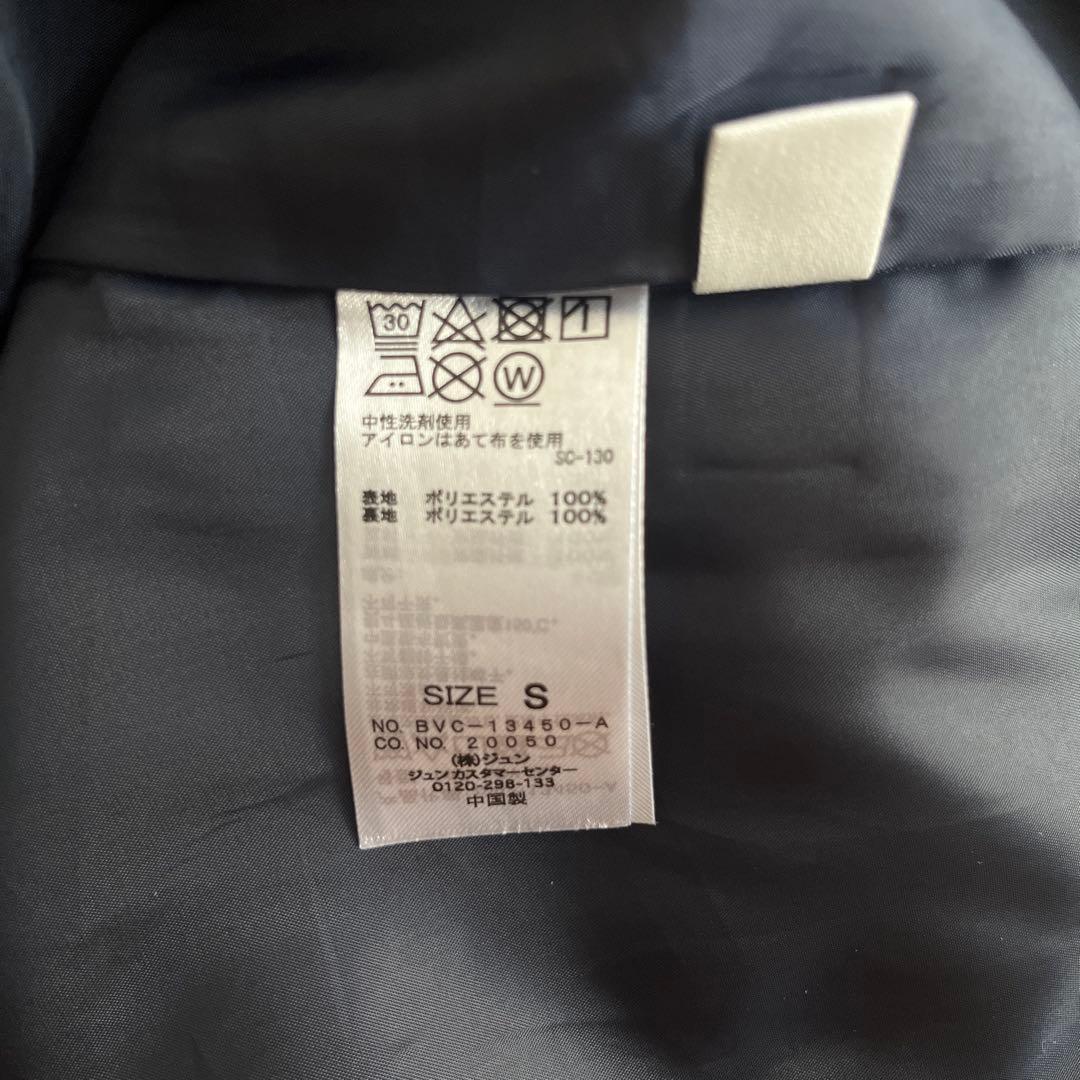 30
W
中性洗剤使用
アイロンはあて布を使用
SC-130
表地 ポリエステル 100%
裏地 ポリエステル 100%
SIZE S
NO. BVC-13450-A
CO. NO. 20050
(株)ジュン
ジュンカスタマーセンター
0120-298-133
中国製